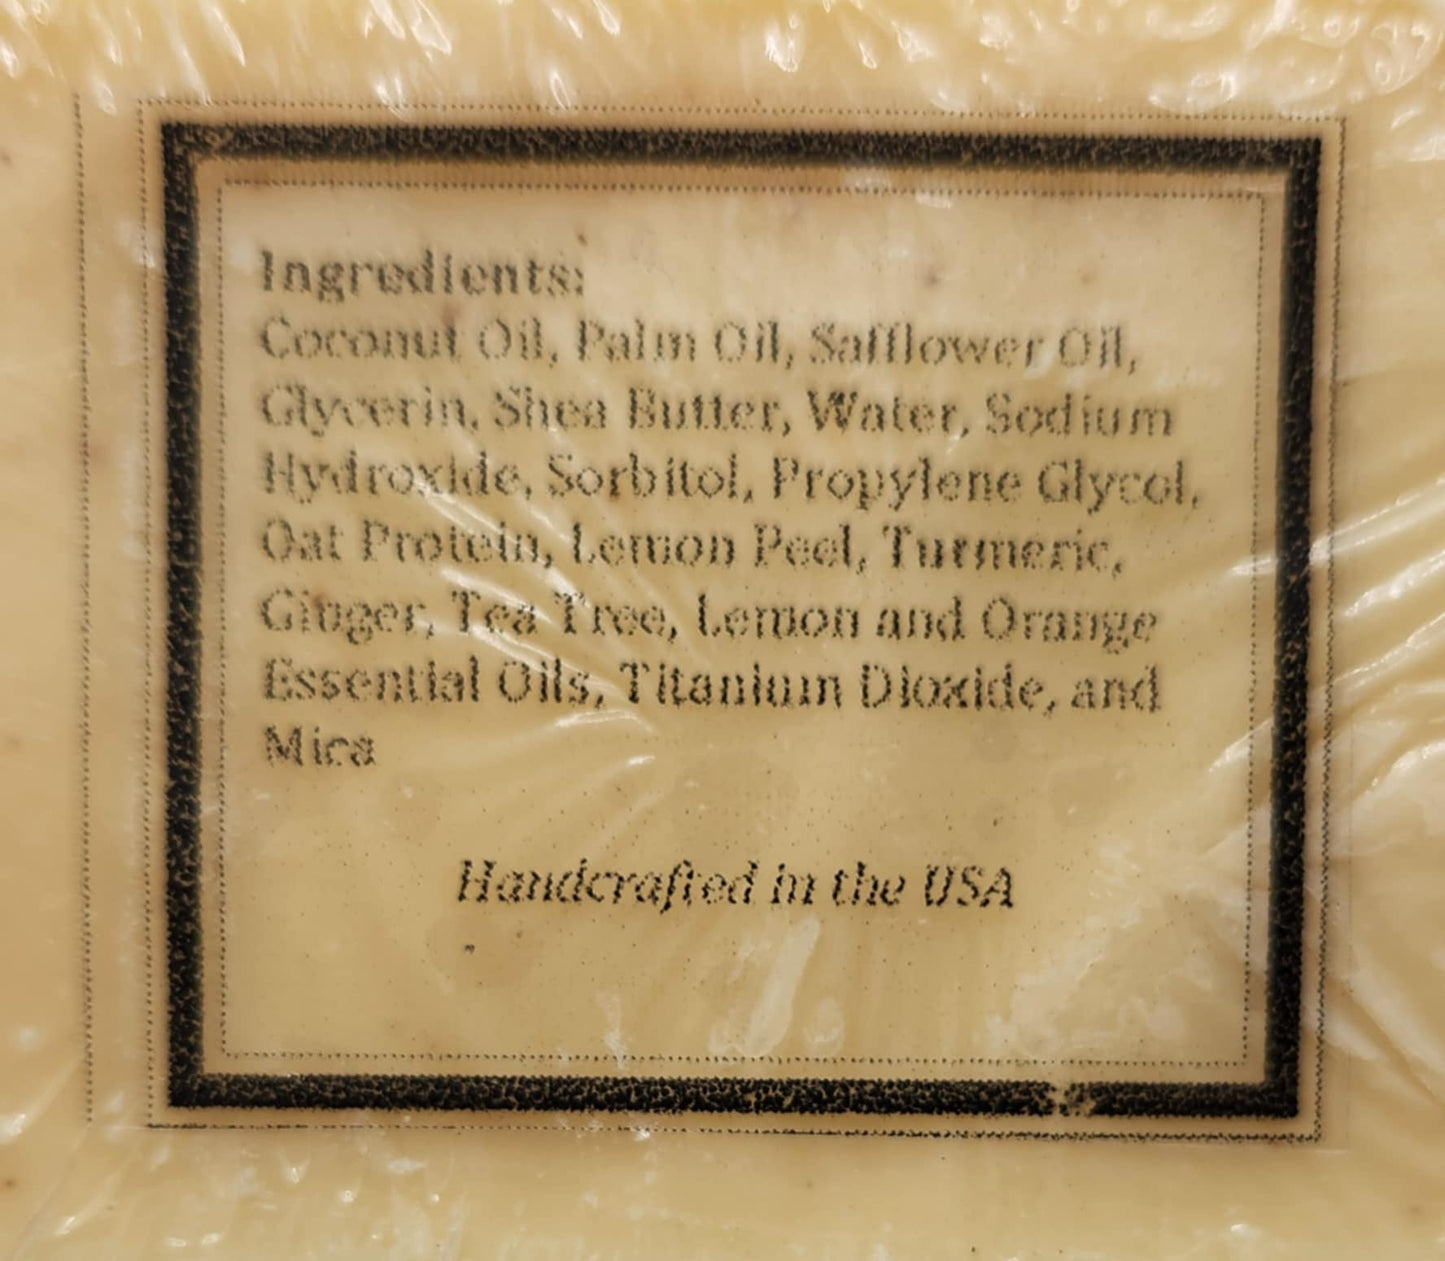 Ingredients:
Coconut Oil, Palm Oil, Safflower Oil,
Glycerin, Shea Butter, Water, Sodium
Hydroxide, Sorbitol, Propylene Glycol,
Oat Protein, Lemon Peel, Turmeric,
Ginger, Tea Tree, Lemon and Orange
Essential Oils, Titanium Dioxide, and
Mica
Handcrafted in the USA